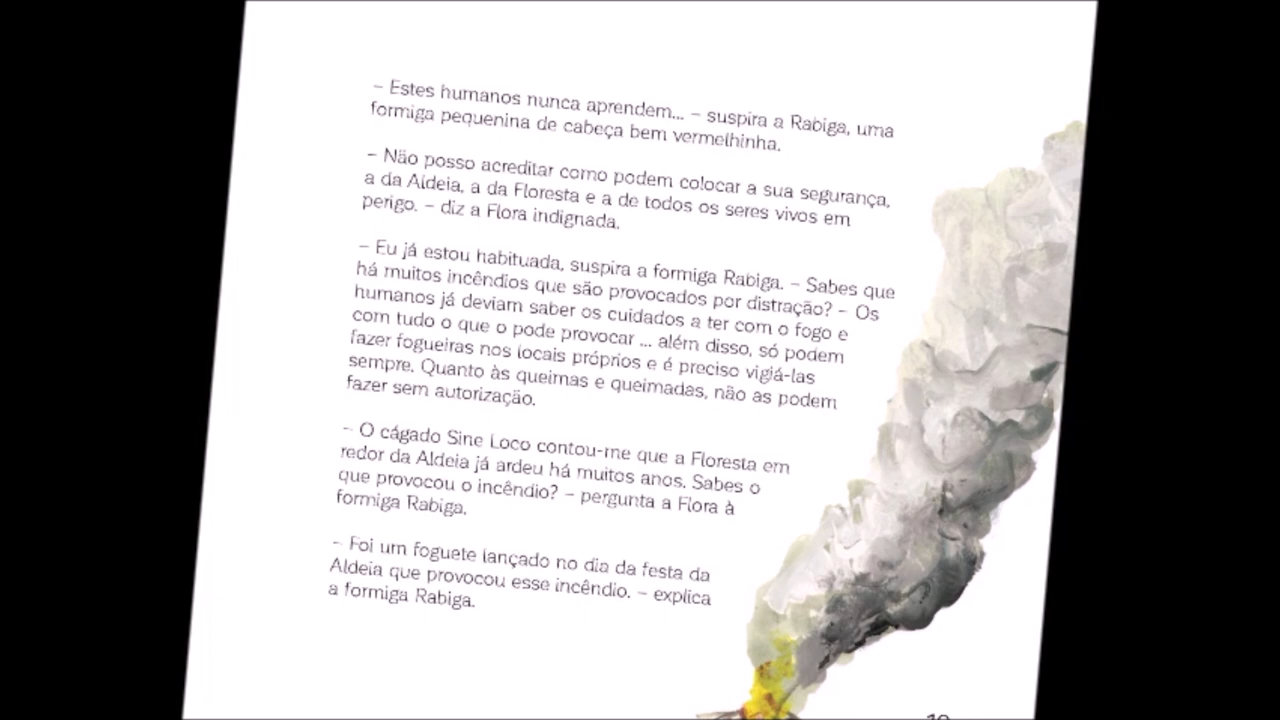 – Estes humanos nunca aprendem... – suspira a Rabiga, uma
formiga pequenina de cabeça bem vermelhinha.
– Não posso acreditar como podem colocar a sua segurança,
a da Aldeia, a da Floresta e a de todos os seres vivos em
perigo. – diz a Flora indignada.
– Eu já estou habituada, suspira a formiga Rabiga. – Sabes que
há muitos incêndios que são provocados por distração? – Os
humanos já deviam saber os cuidados a ter com o fogo e
com tudo o que o pode provocar ... além disso, só podem
fazer fogueiras nos locais próprios e é preciso vigiá-las
sempre. Quanto às queimas e queimadas, não as podem
fazer sem autorização.
– O cágado Sine Loco contou-me que a Floresta em
redor da Aldeia já ardeu há muitos anos. Sabes o
que provocou o incêndio? – pergunta a Flora à
formiga Rabiga.
– Foi um foguete lançado no dia da festa da
Aldeia que provocou esse incêndio. – explica
a formiga Rabiga.